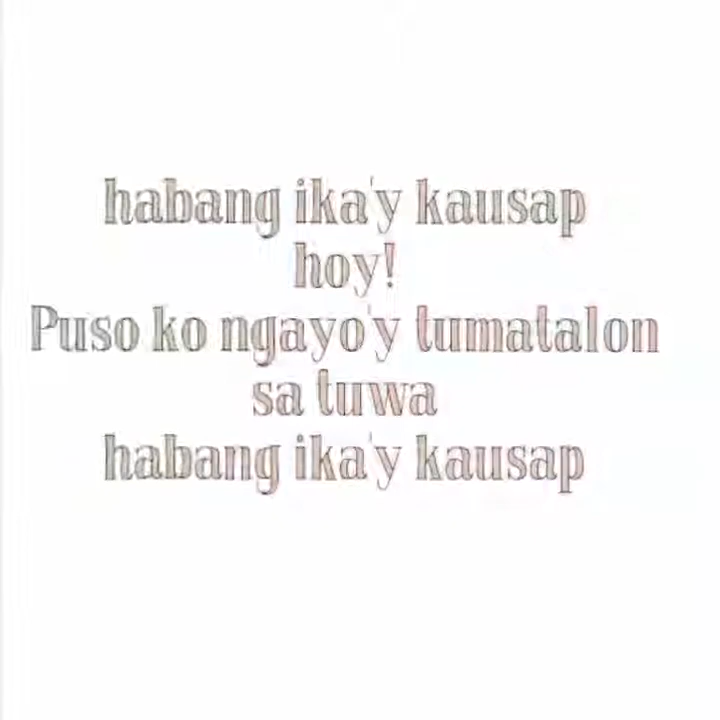 habang ika'y kausap
hoy!
Puso ko ngayo'y tumatalon
sa tuwa
habang ika'y kausap